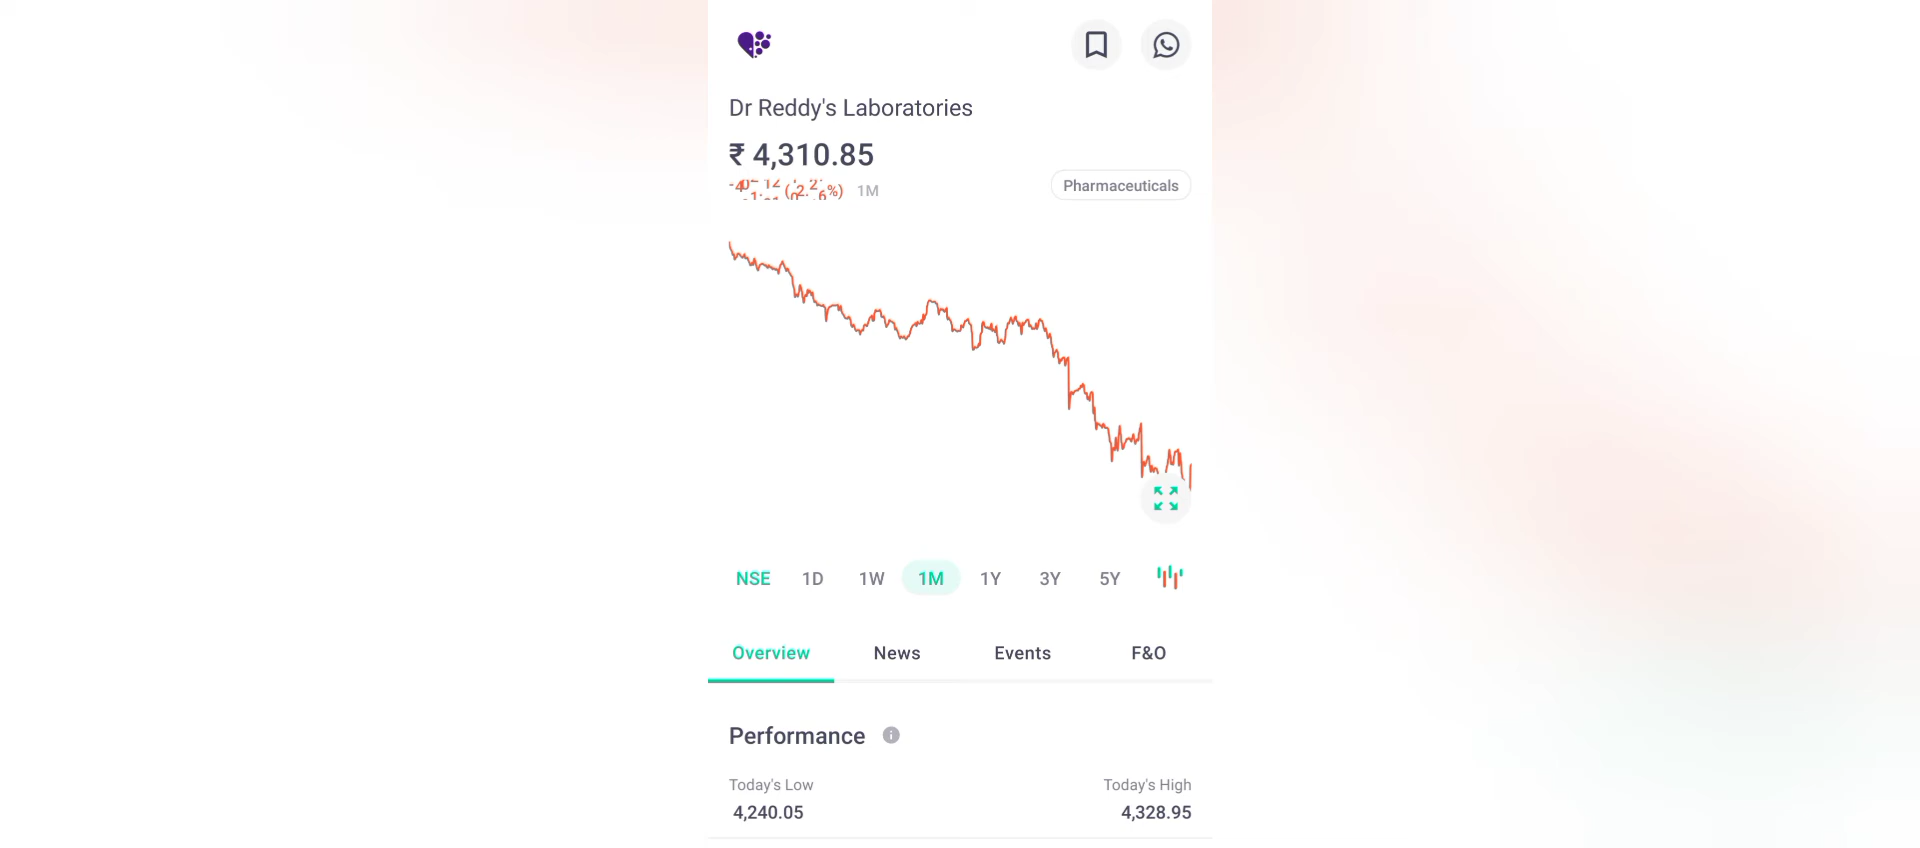 Dr Reddy's Laboratories
₹ 4,310.85
1M
Pharmaceuticals
NSE 1D 1W 1M 1Y 3Y 5Y
Overview News Events F&O
Performance
Today's Low Today's High
4,240.05 4,328.95